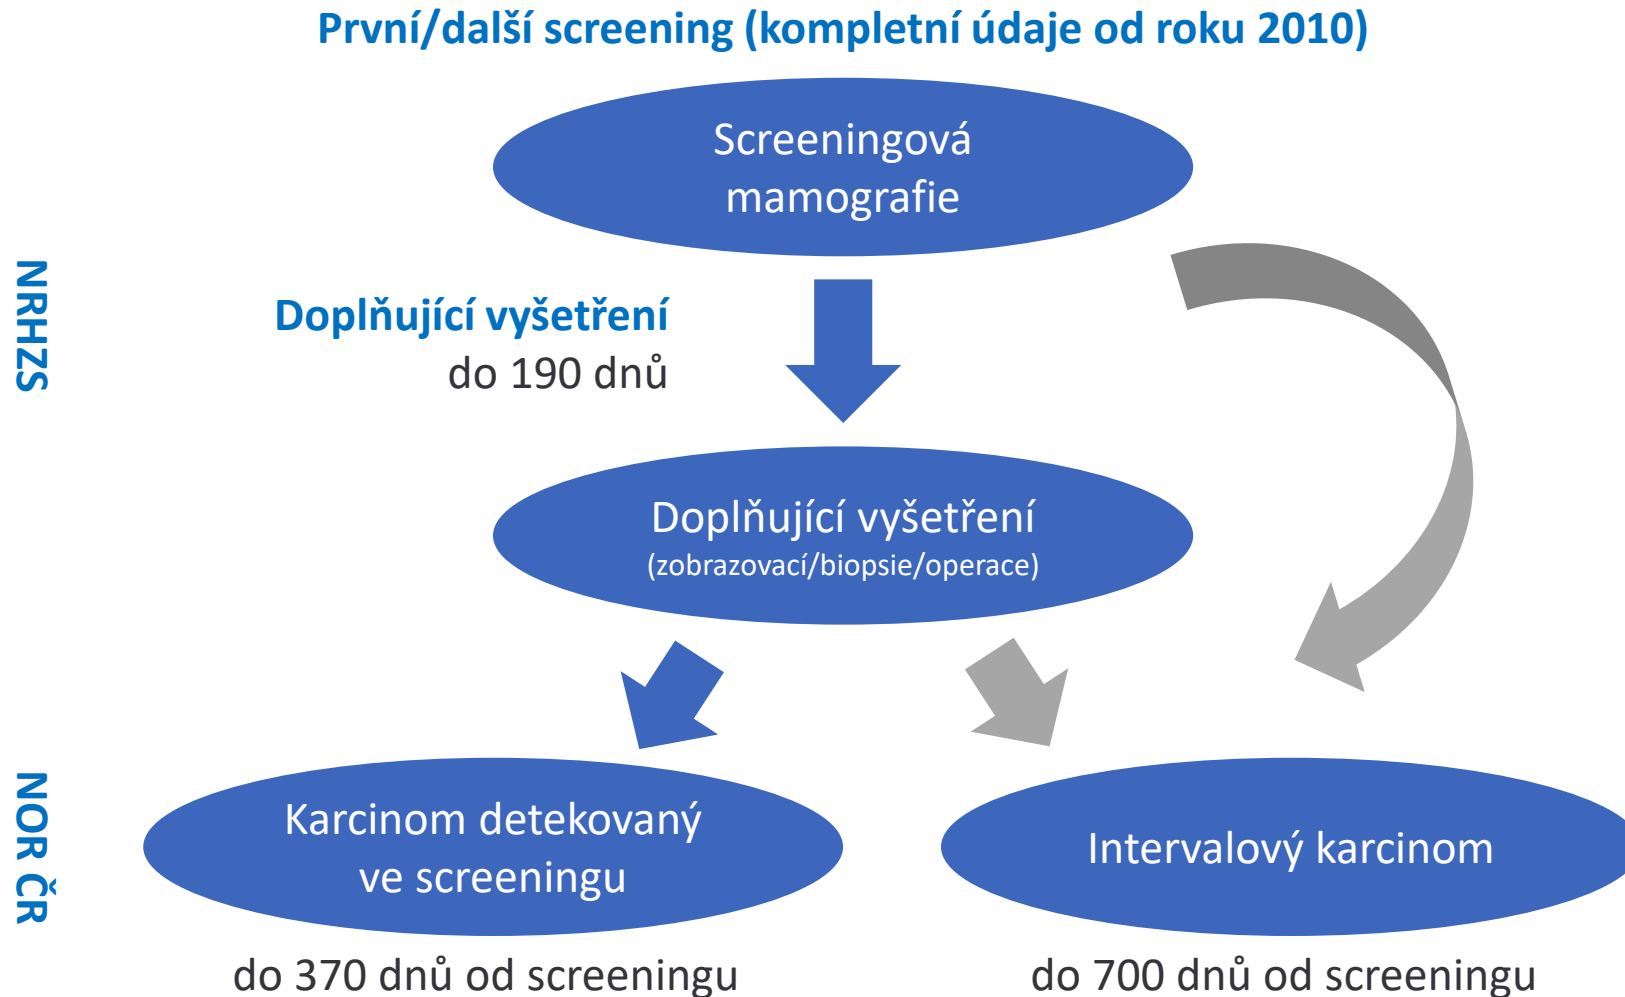 První/další screening (kompletní údaje od roku 2010)
Screeningová
mamografie
NRHZS
Doplňující vyšetření
do 190 dnů
Doplňující vyšetření
(zobrazovací/biopsie/operace)
NOR ČR
Karcinom detekovaný
ve screeningu
Intervalový karcinom
do 370 dnů od screeningu
do 700 dnů od screeningu